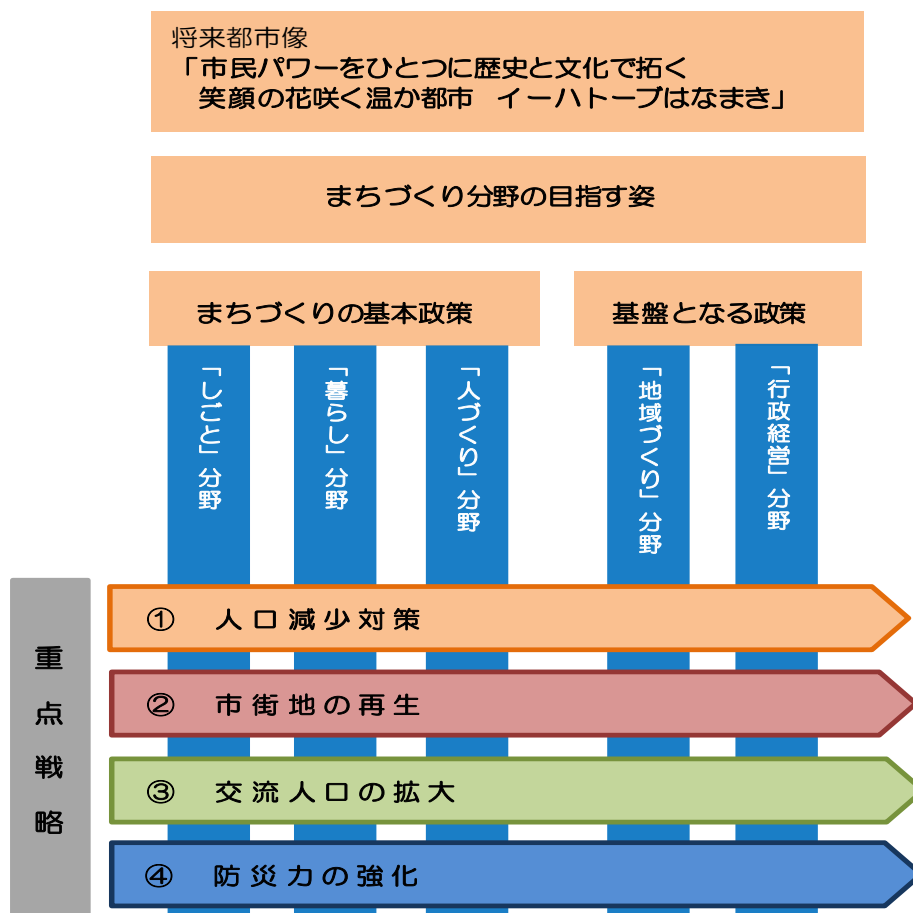 将来都市像
「市民パワーをひとつに歴史と文化で拓く
笑顔の花咲く温か都市 イーハトーブはなまき」
まちづくり分野の目指す姿
まちづくりの基本政策
基盤となる政策
「しごと」分野
「暮らし」分野
「人づくり」分野
「地域づくり」分野
「行政経営」分野
重点戦略
① 人口減少対策
② 市街地の再生
③ 交流人口の拡大
④ 防災力の強化